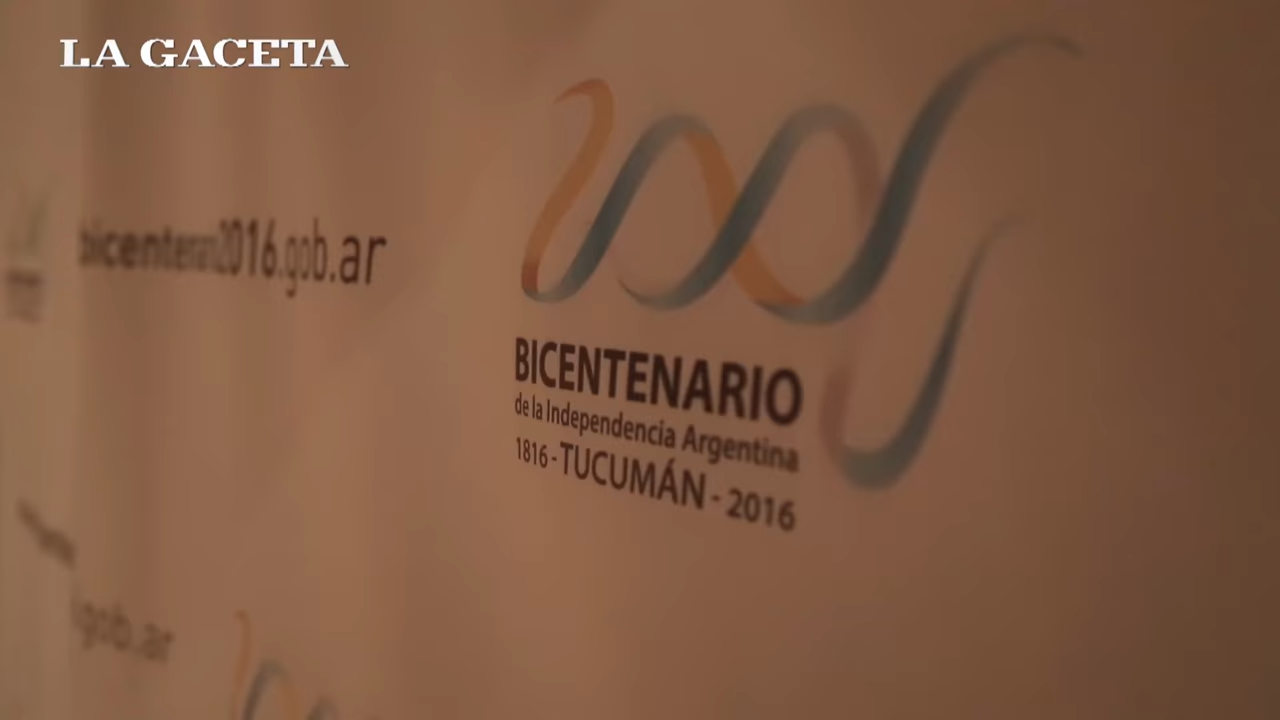 LA GACETA
bicentenario2016.gob.ar
BICENTENARIO
de la Independencia Argentina
1816 - TUCUMÁN - 2016
.gob.ar